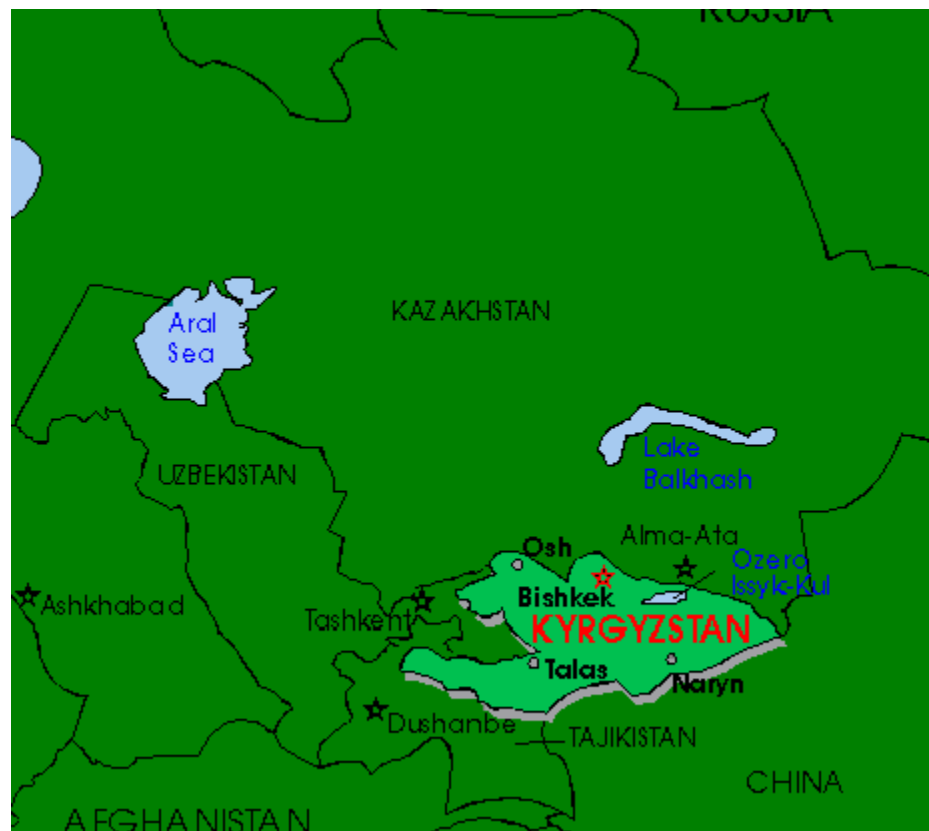 RUSSIA
KAZAKHSTAN
Aral
Sea
Lake
Balkhash
UZBEKISTAN
Alma-Ata
Osh
Ozero
Issyk-Kul
Bishkek
Ashkhabad
Tashkent
KYRGYZSTAN
Talas
Naryn
Dushanbe
TAJIKISTAN
CHINA
AFGHANISTAN